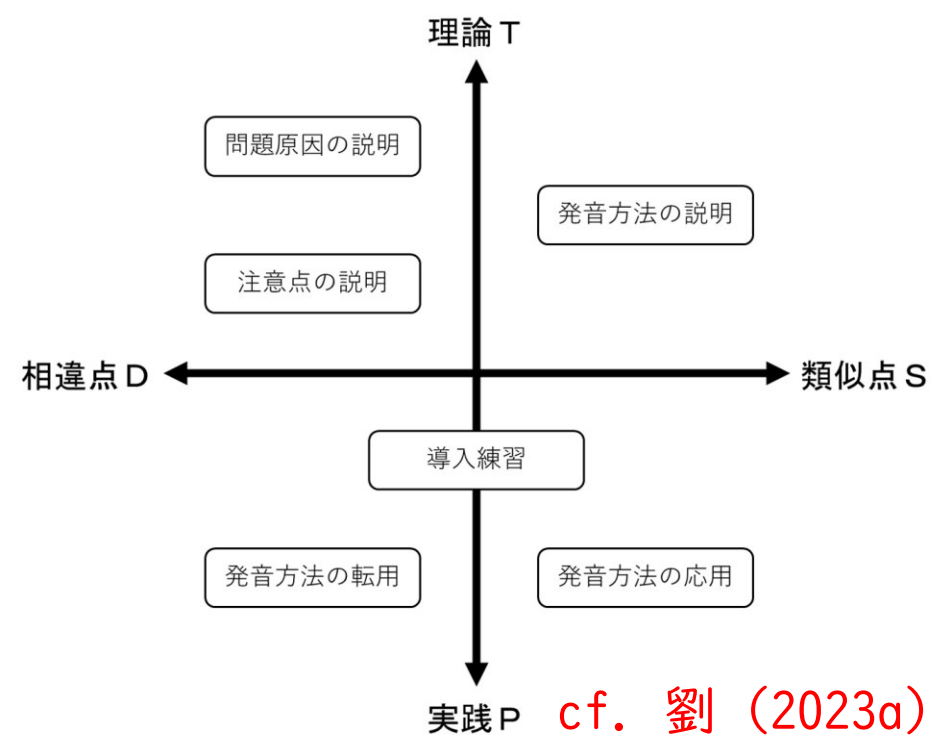 理論T
問題原因の説明
発音方法の説明
注意点の説明
相違点D
類似点S
導入練習
発音方法の転用
発音方法の応用
実践P
cf. 劉 (2023a)